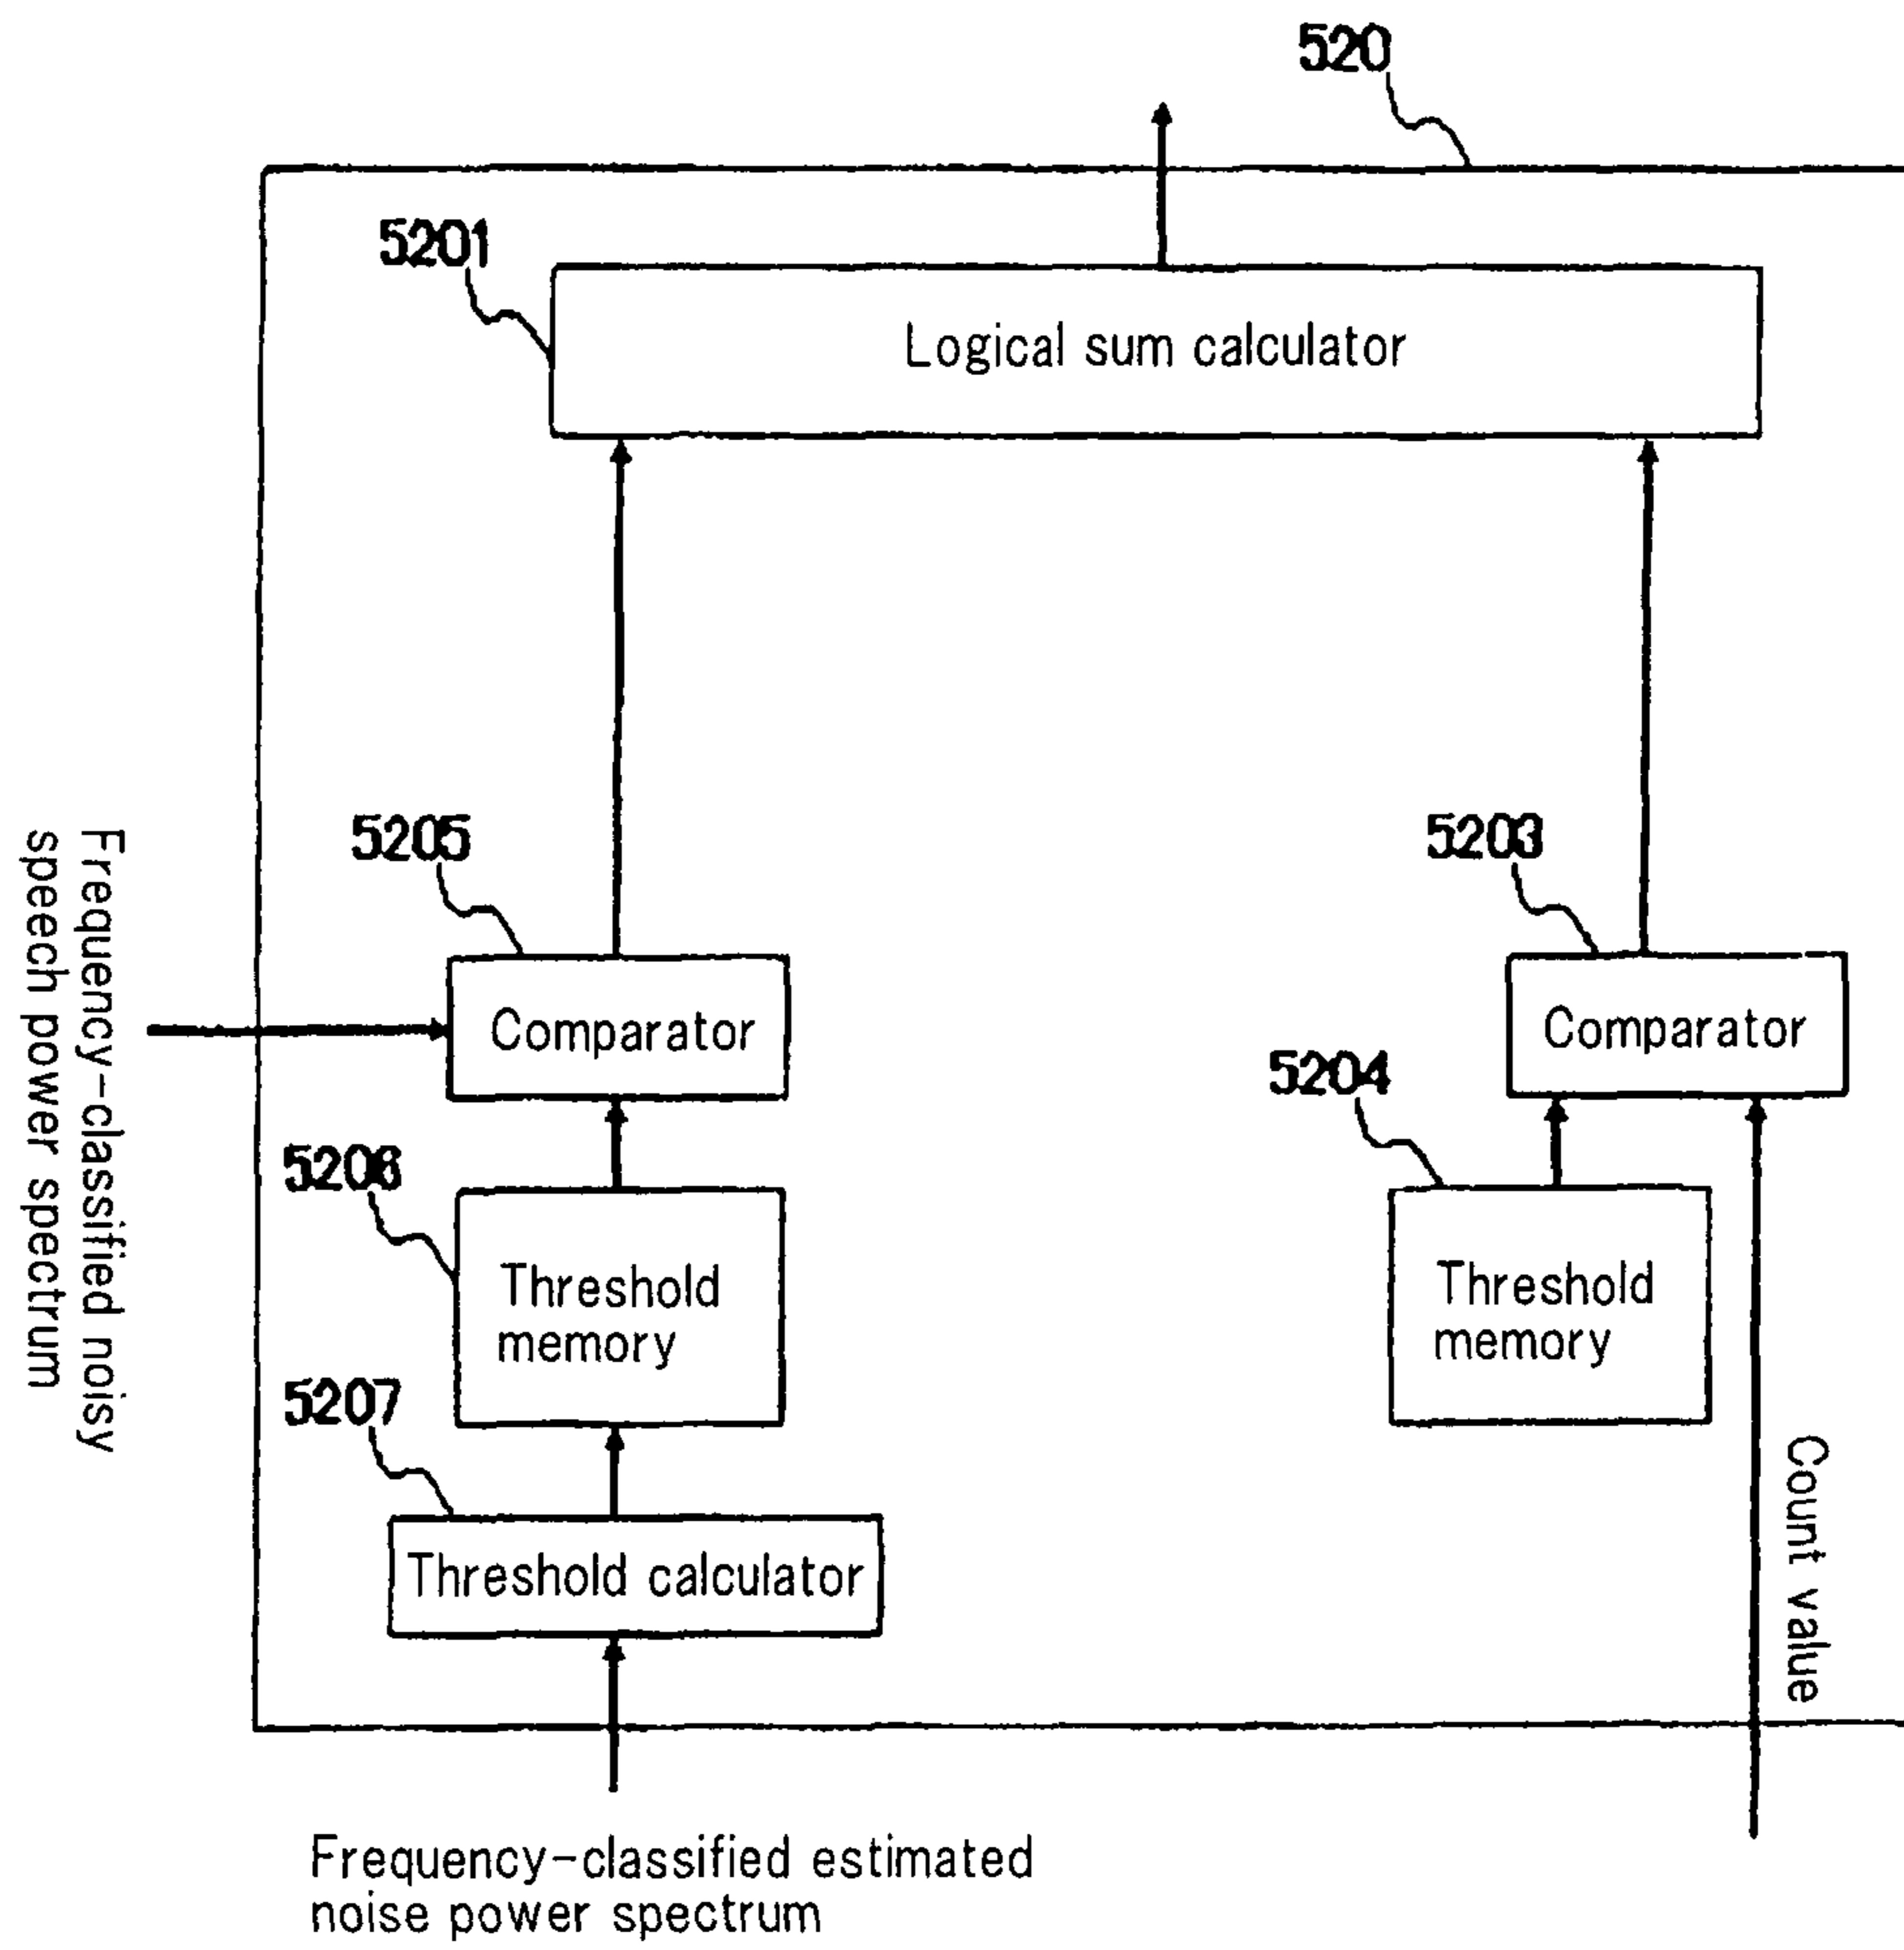 520
5201
Logical sum calculator
5205
5203
Frequency-classified noisy
speech power spectrum
Comparator
Comparator
5204
5206
Threshold
memory
Threshold
memory
5207
Threshold calculator
Count value
Frequency-classified estimated
noise power spectrum